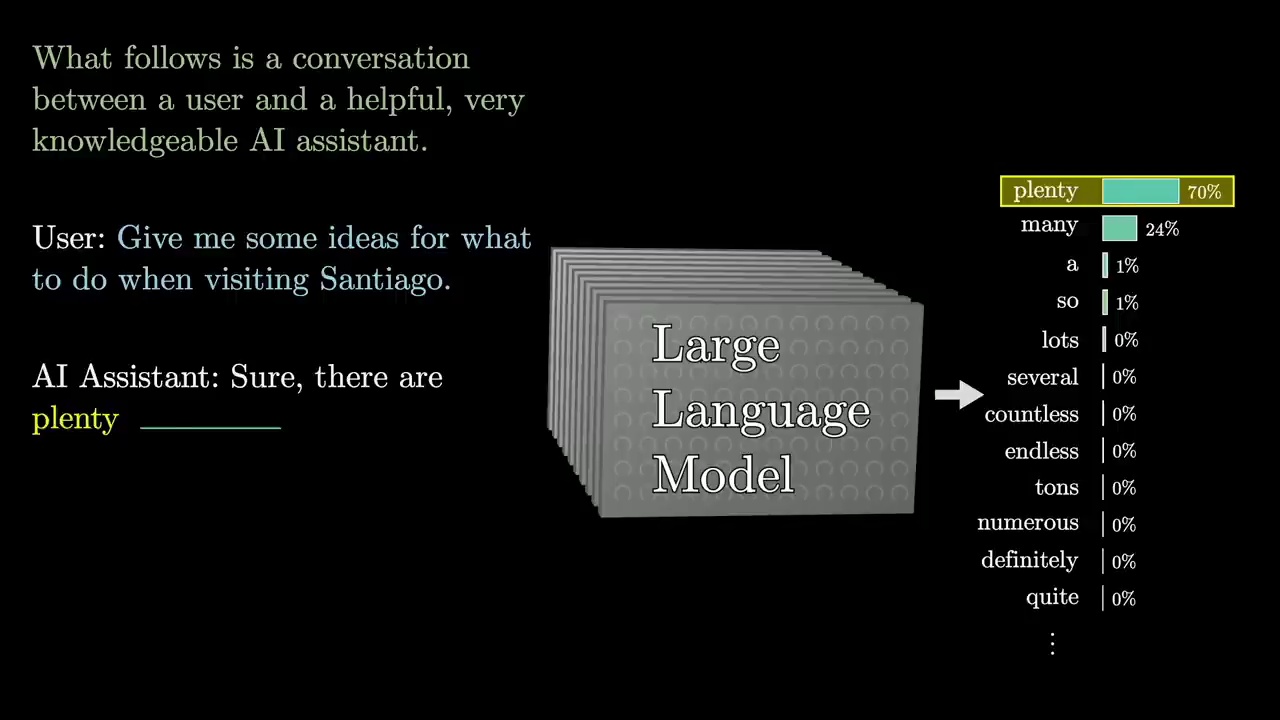 What follows is a conversation
between a user and a helpful, very
knowledgeable AI assistant.
User: Give me some ideas for what
to do when visiting Santiago.
AI Assistant: Sure, there are
plenty
Large
Language
Model
plenty 70%
many 24%
a 1%
so 1%
lots 0%
several 0%
countless 0%
endless 0%
tons 0%
numerous 0%
definitely 0%
quite 0%
⋮